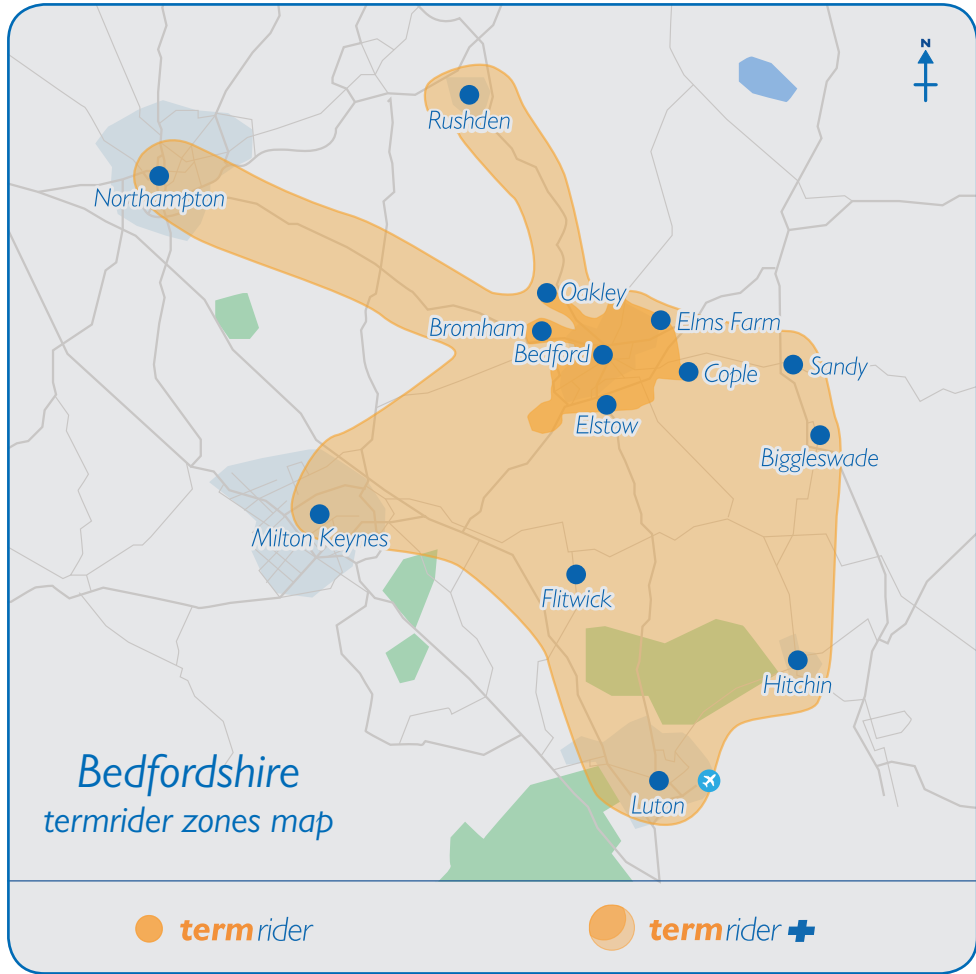 N
Rushden
Northampton
Oakley
Elms Farm
Bromham
Bedford
Sandy
Cople
Elstow
Biggleswade
Milton Keynes
Flitwick
Hitchin
Bedfordshire
termrider zones map
Luton
termrider
termrider +